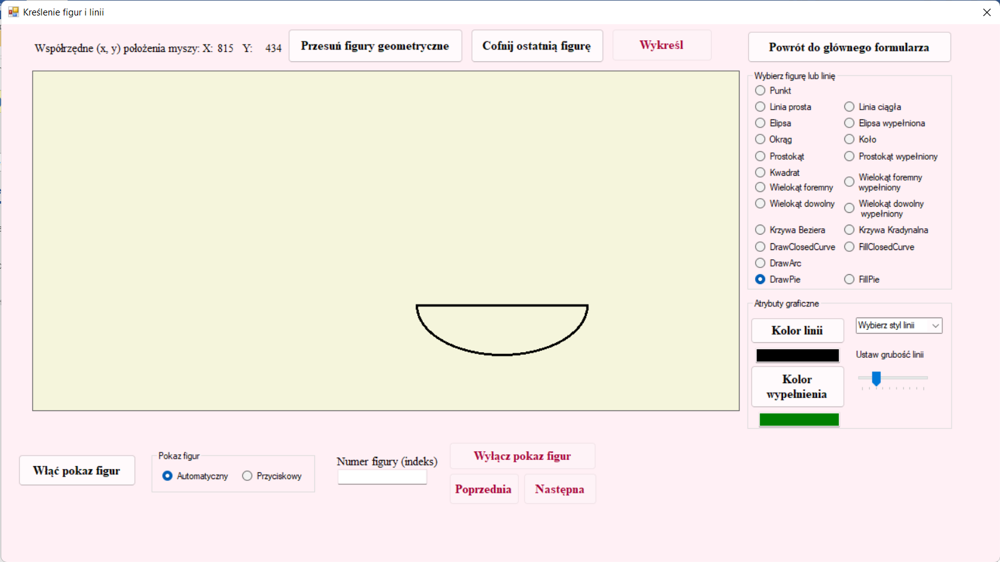 Kreślenie figur i linii
Współrzędne (x, y) położenia myszy: X: 815 Y: 434
Przesuń figury geometryczne
Cofnij ostatnią figurę
Wykreśl
Powrót do głównego formularza
Wybierz figurę lub linię
Punkt
Linia prosta
Linia ciągła
Elipsa
Elipsa wypełniona
Okrąg
Koło
Prostokąt
Prostokąt wypełniony
Kwadrat
Wielokąt foremny
wypełniony
Wielokąt foremny
Wielokąt dowolny
Wielokąt dowolny
wypełniony
Krzywa Beziera
Krzywa Kradynalna
DrawClosedCurve
FillClosedCurve
DrawArc
DrawPie
FillPie
Atrybuty graficzne
Kolor linii
Wybierz styl linii
Ustaw grubość linii
Kolor
wypełnienia
Włąć pokaz figur
Pokaz figur
Automatyczny
Przyciskowy
Numer figury (indeks)
Wyłącz pokaz figur
Poprzednia
Następna